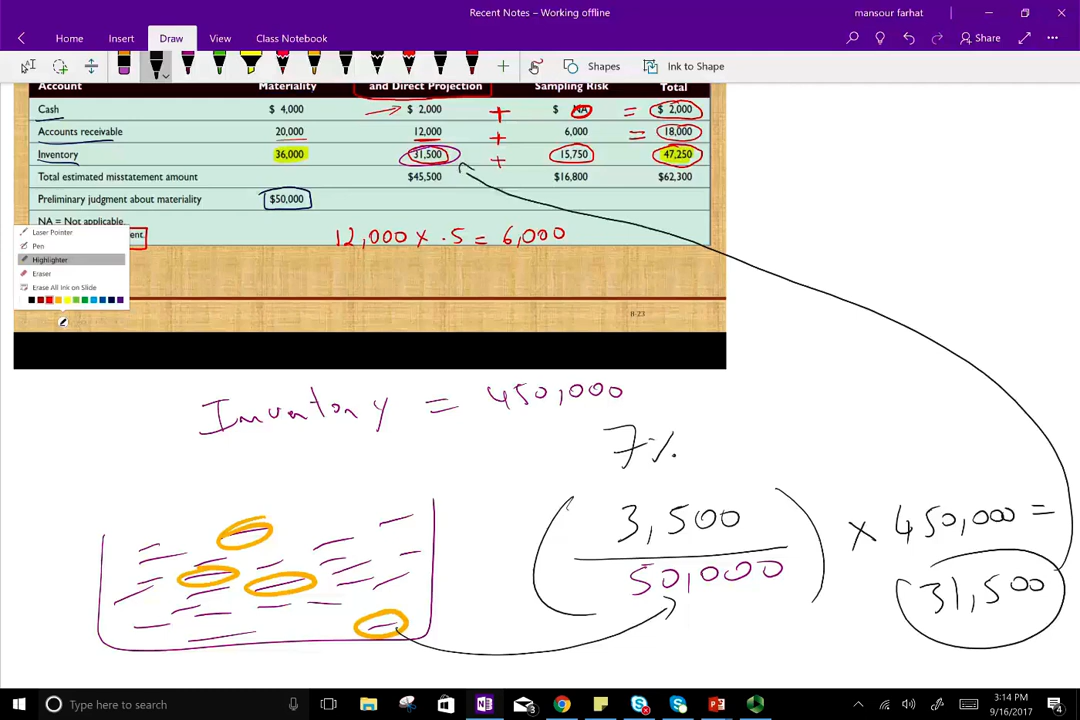 Recent Notes - Working offline
mansour farhat
Home Insert Draw View Class Notebook
Share
Shapes
Ink to Shape
Account Materiality and Direct Projection Sampling Risk Total
Cash $ 4,000 $ 2,000 + $ NA = $ 2,000
Accounts receivable 20,000 12,000 + 6,000 = 18,000
Inventory 36,000 31,500 + 15,750 47,250
Total estimated misstatement amount $45,500 $16,800 $62,300
Preliminary judgment about materiality $50,000
NA = Not applicable.
Laser Pointer
Pen
Highlighter
Eraser
Erase All Ink on Slide
12,000 x .5 = 6,000
8-23
Inventory = 450,000
7%
3,500
50,000
x 450,000 =
31,500
Type here to search
3
3:14 PM
9/16/2017
4